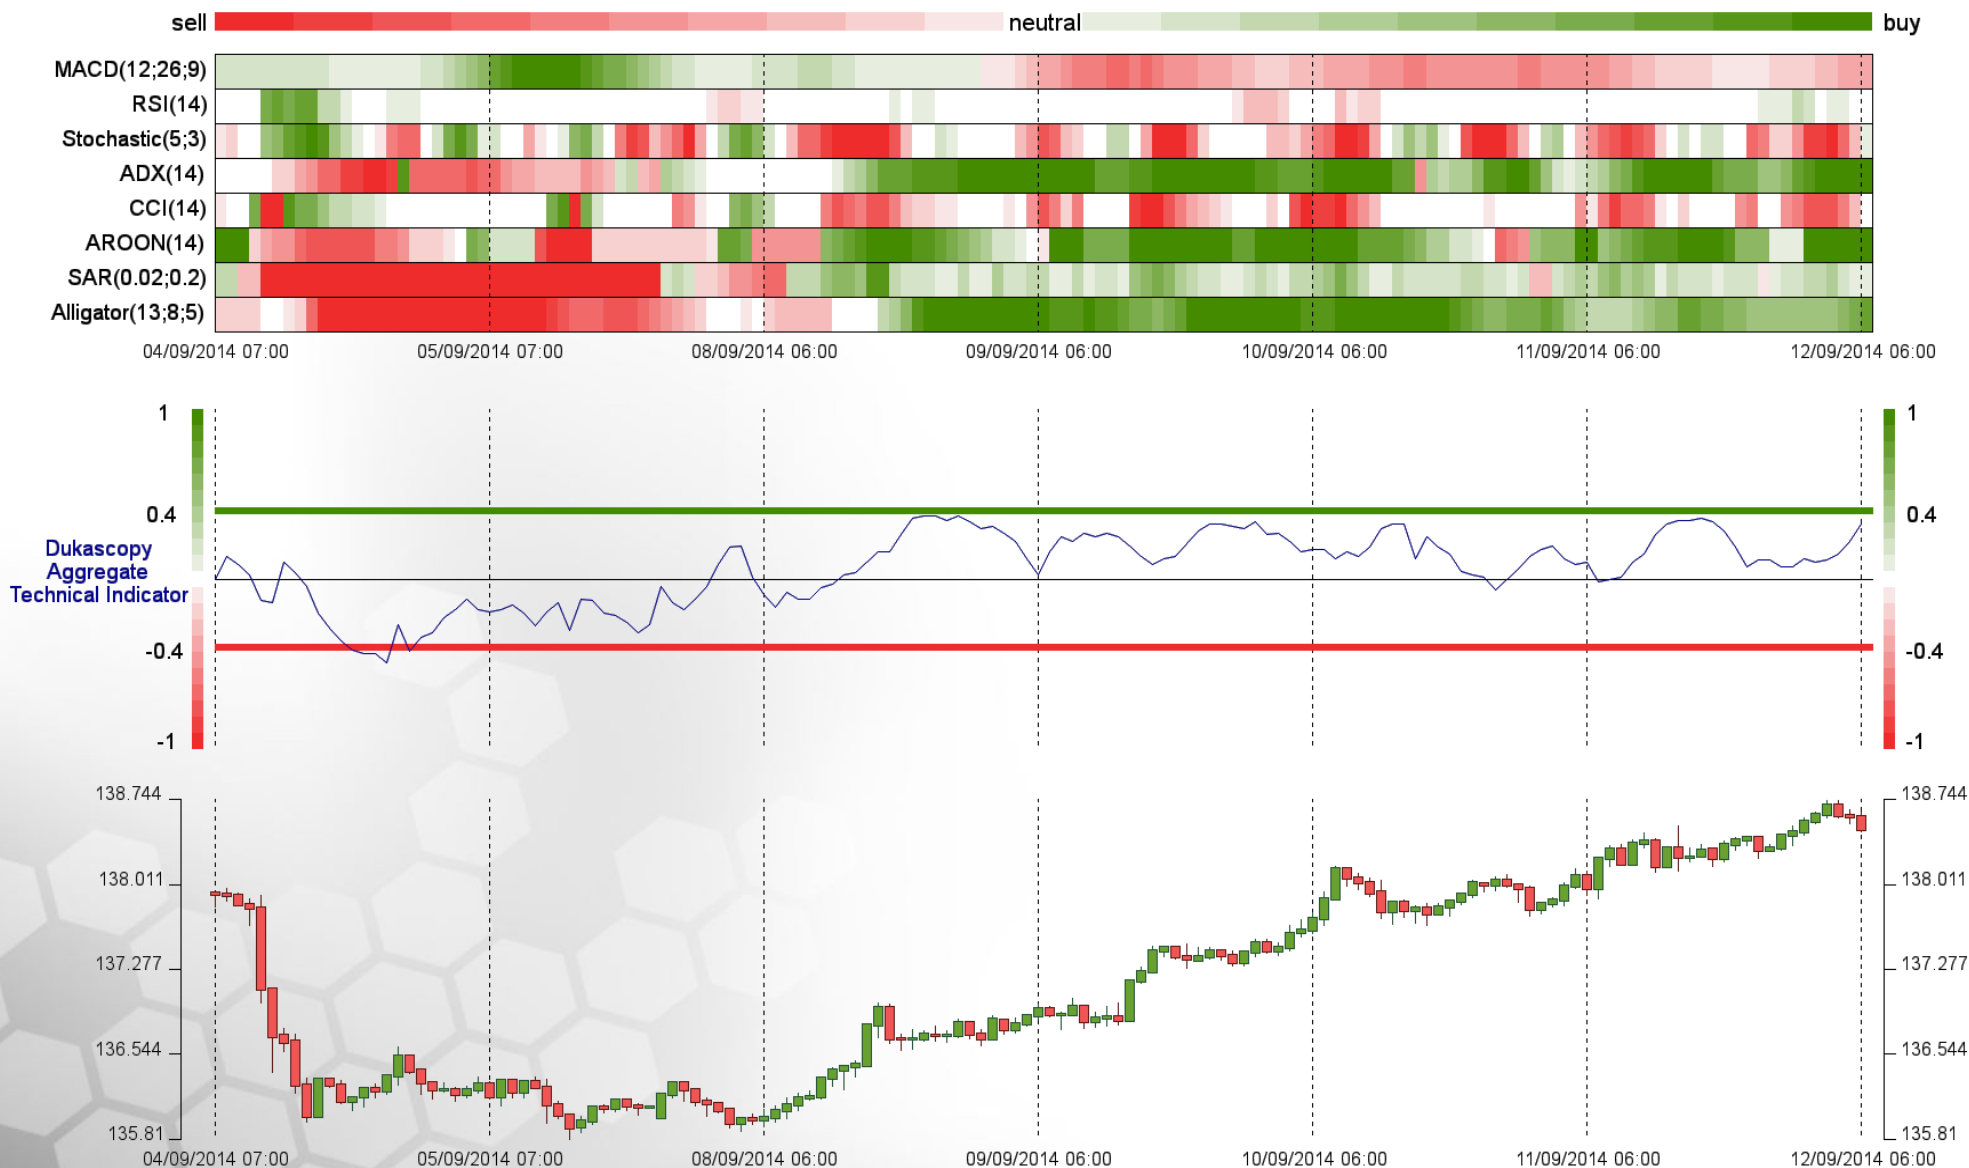 sell neutral buy
MACD(12;26;9)
RSI(14)
Stochastic(5;3)
ADX(14)
CCI(14)
AROON(14)
SAR(0.02;0.2)
Alligator(13;8;5)
04/09/2014 07:00 05/09/2014 07:00 08/09/2014 06:00 09/09/2014 06:00 10/09/2014 06:00 11/09/2014 06:00 12/09/2014 06:00
1 1
0.4 0.4
Dukascopy
Aggregate
Technical Indicator
-0.4 -0.4
-1 -1
138.744 138.744
138.011 138.011
137.277 137.277
136.544 136.544
135.81 135.81
04/09/2014 07:00 05/09/2014 07:00 08/09/2014 06:00 09/09/2014 06:00 10/09/2014 06:00 11/09/2014 06:00 12/09/2014 06:00